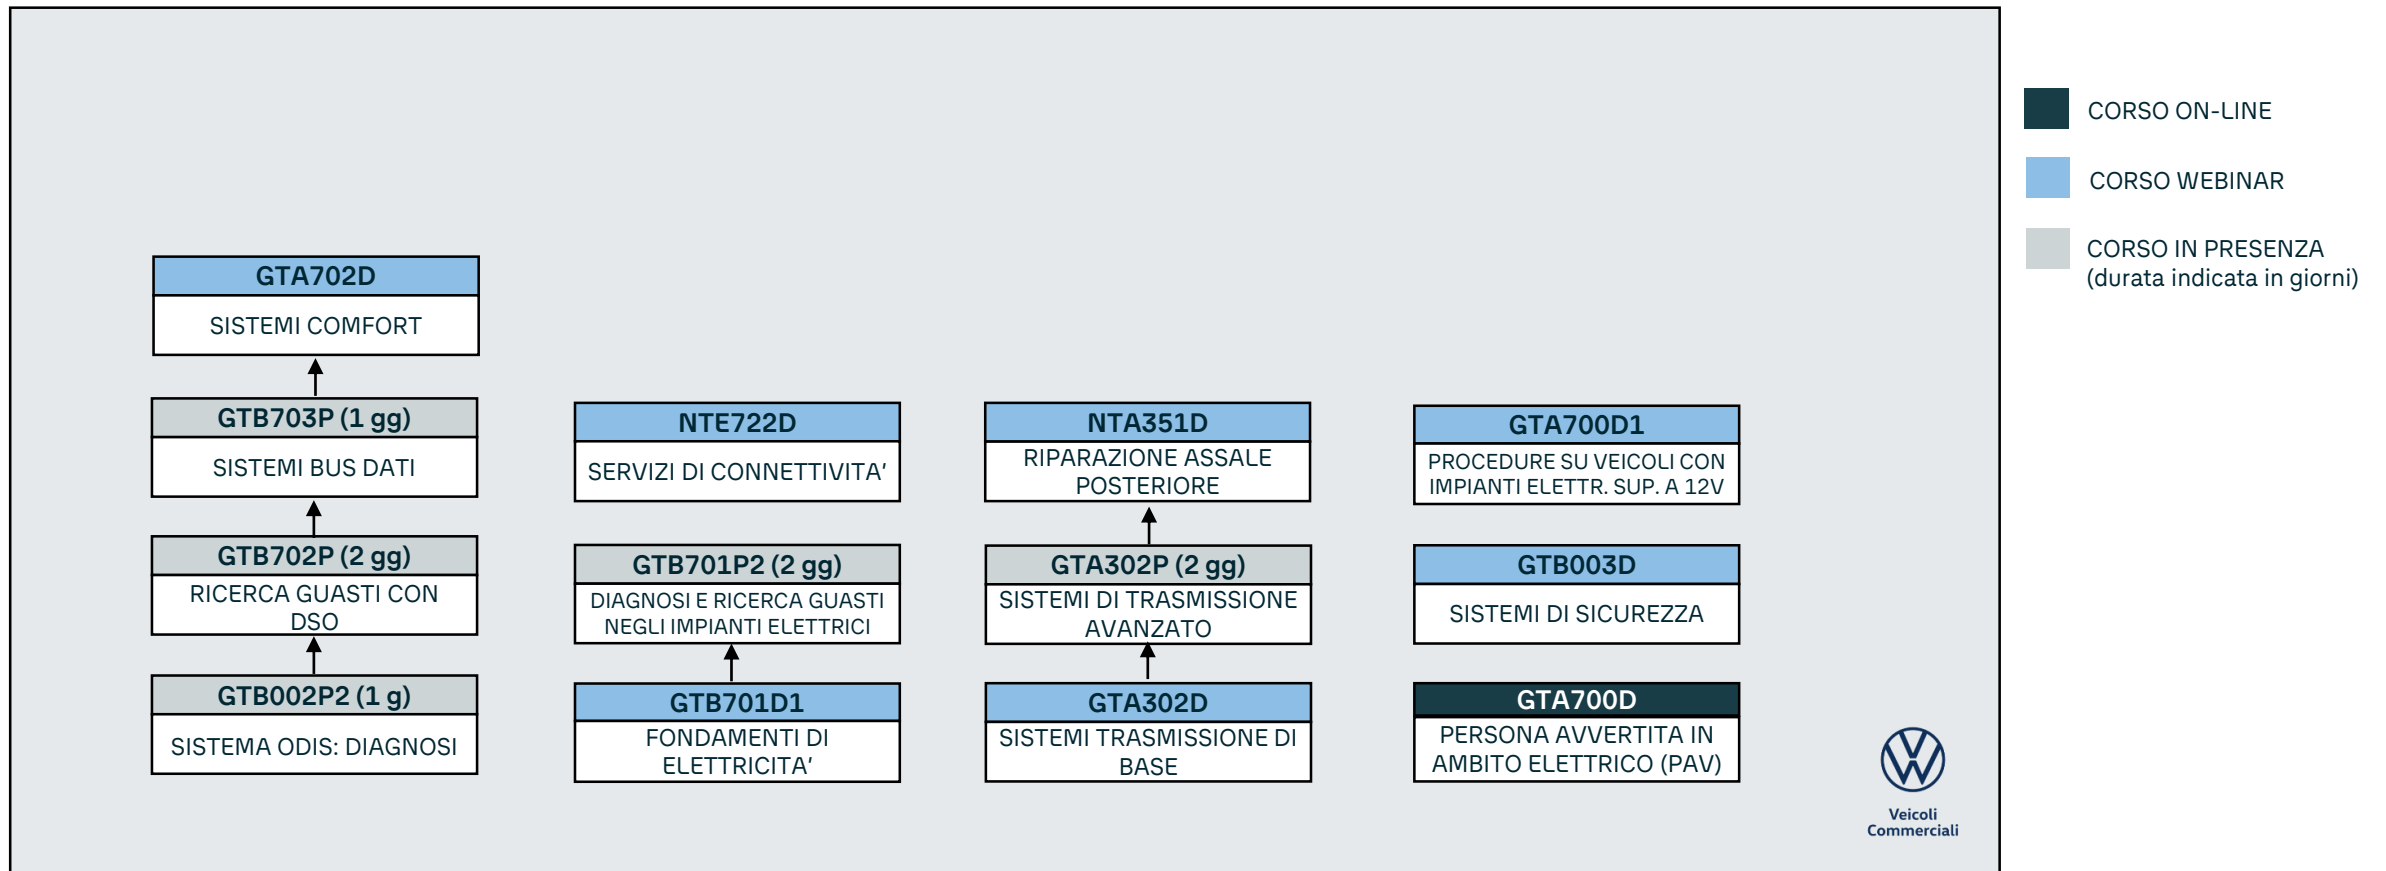 CORSO ON-LINE
CORSO WEBINAR
CORSO IN PRESENZA
(durata indicata in giorni)
GTA702D
SISTEMI COMFORT
GTB703P (1 gg)
SISTEMI BUS DATI
GTB702P (2 gg)
RICERCA GUASTI CON
DSO
GTB002P2 (1 g)
SISTEMA ODIS: DIAGNOSI
NTE722D
SERVIZI DI CONNETTIVITA’
GTB701P2 (2 gg)
DIAGNOSI E RICERCA GUASTI
NEGLI IMPIANTI ELETTRICI
GTB701D1
FONDAMENTI DI
ELETTRICITA’
NTA351D
RIPARAZIONE ASSALE
POSTERIORE
GTA302P (2 gg)
SISTEMI DI TRASMISSIONE
AVANZATO
GTA302D
SISTEMI TRASMISSIONE DI
BASE
GTA700D1
PROCEDURE SU VEICOLI CON
IMPIANTI ELETTR. SUP. A 12V
GTB003D
SISTEMI DI SICUREZZA
GTA700D
PERSONA AVVERTITA IN
AMBITO ELETTRICO (PAV)
Veicoli
Commerciali